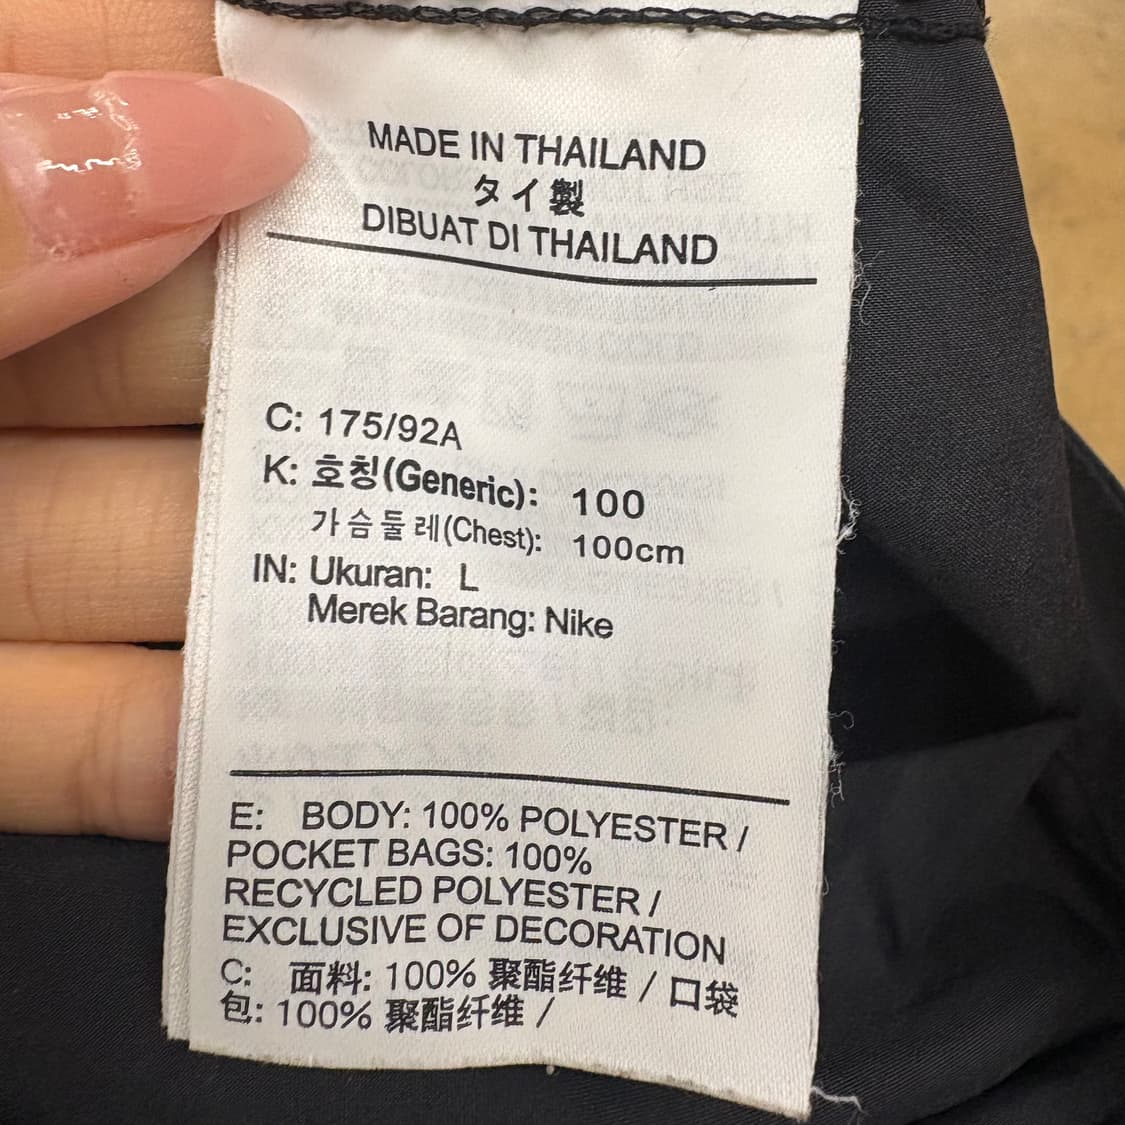 MADE IN THAILAND
タイ製
DIBUAT DI THAILAND
C: 175/92A
K: 호칭(Generic): 100
가슴둘레(Chest): 100cm
IN: Ukuran: L
Merek Barang: Nike
E: BODY: 100% POLYESTER /
POCKET BAGS: 100%
RECYCLED POLYESTER /
EXCLUSIVE OF DECORATION
C: 面料: 100% 聚酯纤维 / 口袋
包: 100% 聚酯纤维 /